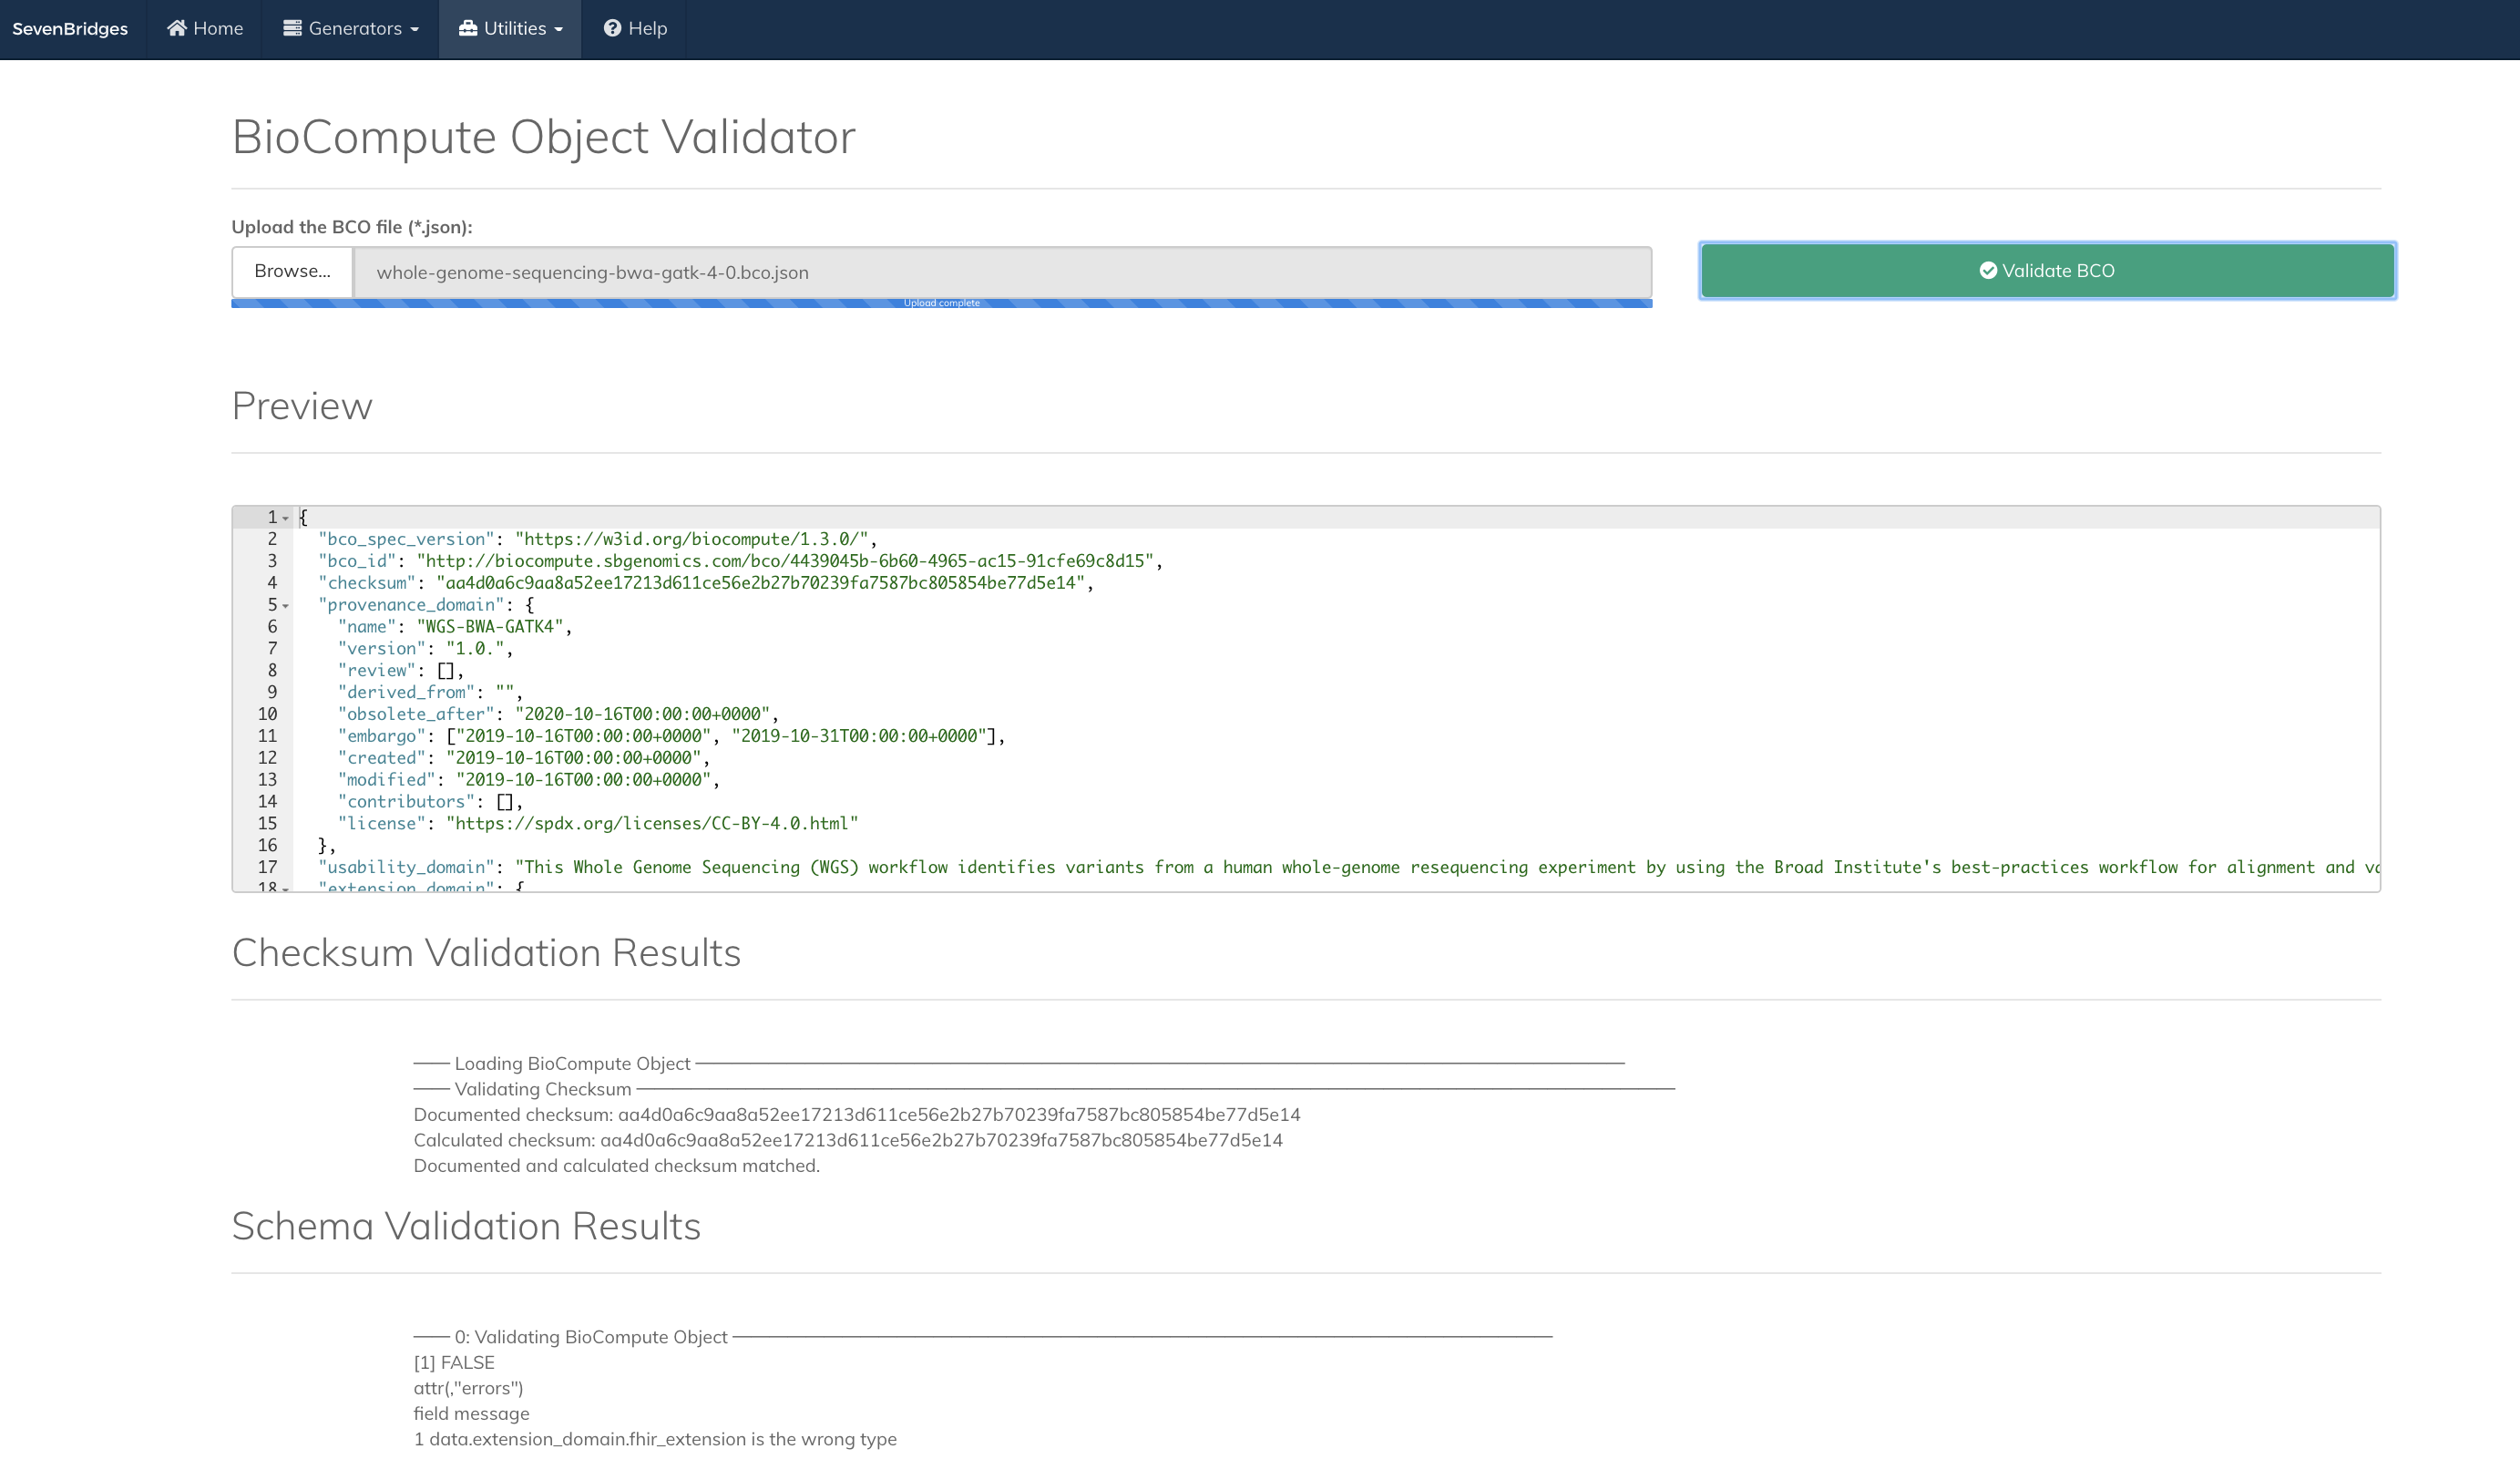 SevenBridges Home Generators Utilities Help
BioCompute Object Validator
Upload the BCO file (*.json):
Browse... whole-genome-sequencing-bwa-gatk-4-0.bco.json Validate BCO
Upload complete
Preview
1 {
2 "bco_spec_version": "https://w3id.org/biocompute/1.3.0/",
3 "bco_id": "http://biocompute.sbgenomics.com/bco/4439045b-6b60-4965-ac15-91cfe69c8d15",
4 "checksum": "aa4d0a6c9aa8a52ee17213d611ce56e2b27b70239fa7587bc805854be77d5e14",
5 "provenance_domain": {
6 "name": "WGS-BWA-GATK4",
7 "version": "1.0.",
8 "review": [],
9 "derived_from": "",
10 "obsolete_after": "2020-10-16T00:00:00+0000",
11 "embargo": ["2019-10-16T00:00:00+0000", "2019-10-31T00:00:00+0000"],
12 "created": "2019-10-16T00:00:00+0000",
13 "modified": "2019-10-16T00:00:00+0000",
14 "contributors": [],
15 "license": "https://spdx.org/licenses/CC-BY-4.0.html"
16 },
17 "usability_domain": "This Whole Genome Sequencing (WGS) workflow identifies variants from a human whole-genome resequencing experiment by using the Broad Institute's best-practices workflow for alignment and
18 "extension_domain": {
Checksum Validation Results
Loading BioCompute Object
Validating Checksum
Documented checksum: aa4d0a6c9aa8a52ee17213d611ce56e2b27b70239fa7587bc805854be77d5e14
Calculated checksum: aa4d0a6c9aa8a52ee17213d611ce56e2b27b70239fa7587bc805854be77d5e14
Documented and calculated checksum matched.
Schema Validation Results
0: Validating BioCompute Object
[1] FALSE
attr(,"errors")
field message
1 data.extension_domain.fhir_extension is the wrong type